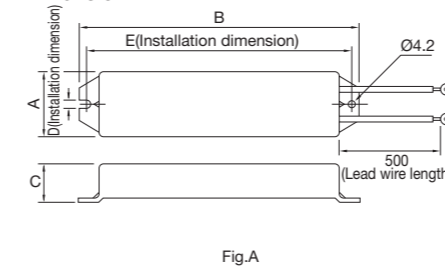 B
E(Installation dimension)
Ø4.2
A
D(Installation dimension)
500
(Lead wire length
C
Fig.A